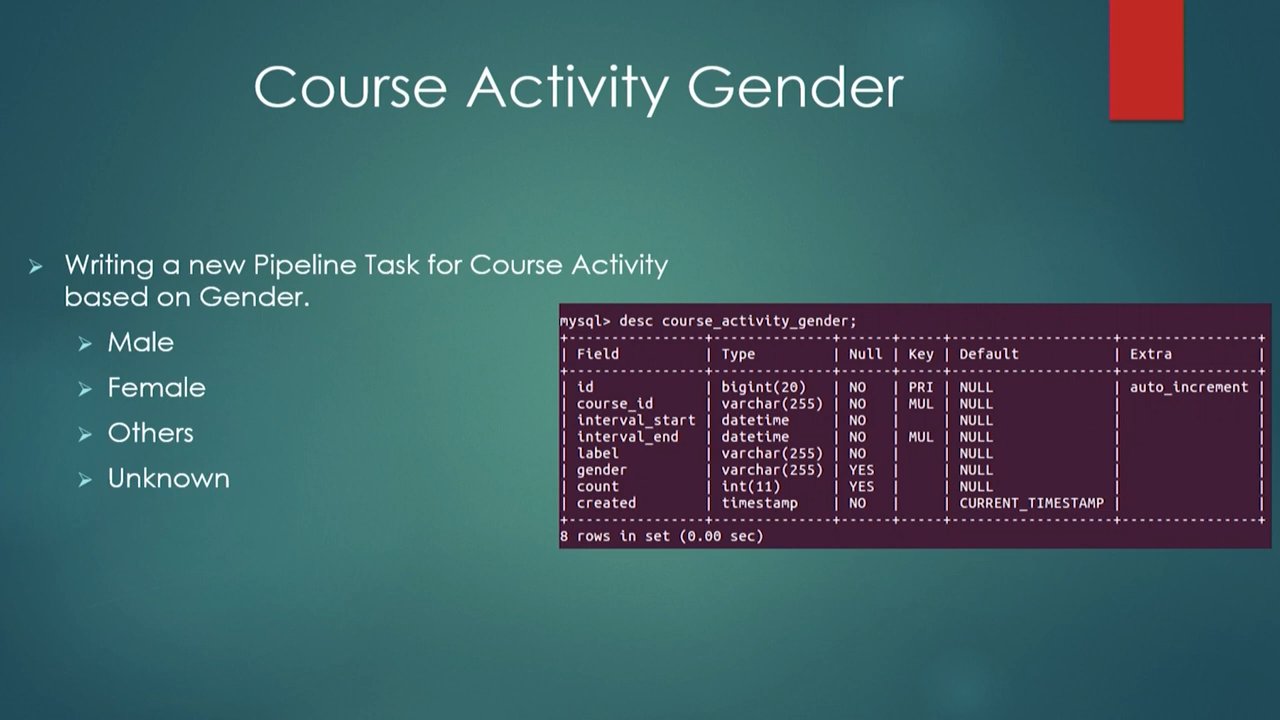 Course Activity Gender
Writing a new Pipeline Task for Course Activity
based on Gender.
Male
Female
Others
Unknown
mysql> desc course_activity_gender;
+----------------+--------------+------+-----+-------------------+----------------+
| Field | Type | Null | Key | Default | Extra |
+----------------+--------------+------+-----+-------------------+----------------+
| id | bigint(20) | NO | PRI | NULL | auto_increment |
| course_id | varchar(255) | NO | MUL | NULL | |
| interval_start | datetime | NO | | NULL | |
| interval_end | datetime | NO | MUL | NULL | |
| label | varchar(255) | NO | | NULL | |
| gender | varchar(255) | YES | | NULL | |
| count | int(11) | YES | | NULL | |
| created | timestamp | NO | | CURRENT_TIMESTAMP | |
+----------------+--------------+------+-----+-------------------+----------------+
8 rows in set (0.00 sec)